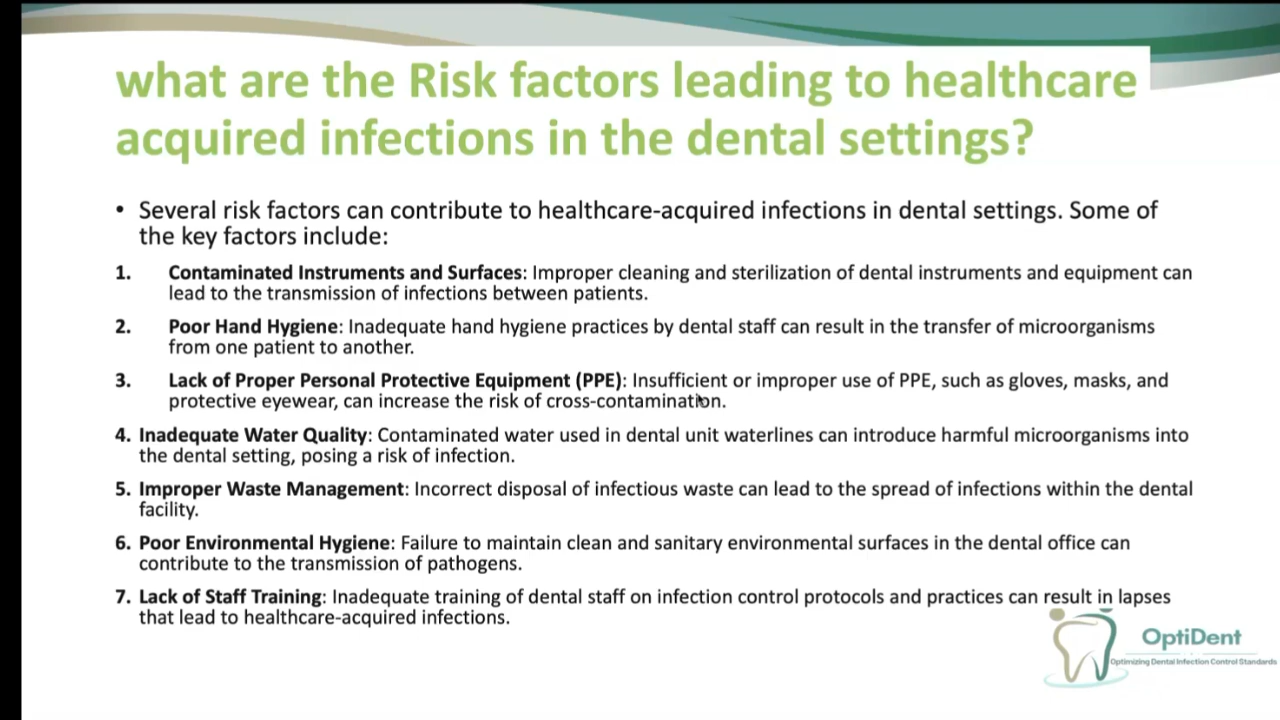 what are the Risk factors leading to healthcare
acquired infections in the dental settings?
• Several risk factors can contribute to healthcare-acquired infections in dental settings. Some of
the key factors include:
1. Contaminated Instruments and Surfaces: Improper cleaning and sterilization of dental instruments and equipment can
lead to the transmission of infections between patients.
2. Poor Hand Hygiene: Inadequate hand hygiene practices by dental staff can result in the transfer of microorganisms
from one patient to another.
3. Lack of Proper Personal Protective Equipment (PPE): Insufficient or improper use of PPE, such as gloves, masks, and
protective eyewear, can increase the risk of cross-contamination.
4. Inadequate Water Quality: Contaminated water used in dental unit waterlines can introduce harmful microorganisms into
the dental setting, posing a risk of infection.
5. Improper Waste Management: Incorrect disposal of infectious waste can lead to the spread of infections within the dental
facility.
6. Poor Environmental Hygiene: Failure to maintain clean and sanitary environmental surfaces in the dental office can
contribute to the transmission of pathogens.
7. Lack of Staff Training: Inadequate training of dental staff on infection control protocols and practices can result in lapses
that lead to healthcare-acquired infections.
OptiDent
Optimizing Dental Infection Control Standards